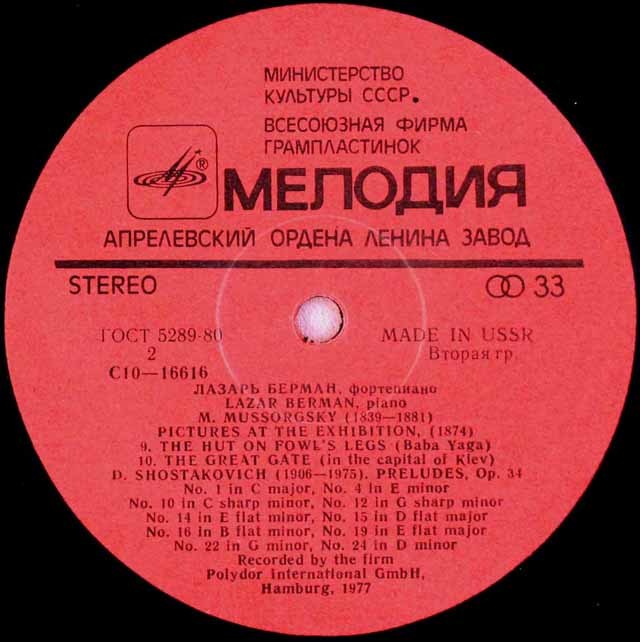 МИНИСТЕРСТВО
КУЛЬТУРЫ СССР.
ВСЕСОЮЗНАЯ ФИРМА
ГРАМПЛАСТИНОК
® МЕЛОДИЯ
АПРЕЛЕВСКИЙ ОРДЕНА ЛЕНИНА ЗАВОД
STEREO 33
ГОСТ 5289-80 MADE IN USSR
2 Вторая гр.
С10—16616
ЛАЗАРЬ БЕРМАН, фортепиано
LAZAR BERMAN, piano
M. MUSSORGSKY (1839—1881)
PICTURES AT THE EXHIBITION, (1874)
9. THE HUT ON FOWL'S LEGS (Baba Yaga)
10. THE GREAT GATE (in the capital of Kiev)
D. SHOSTAKOVICH (1906—1975). PRELUDES, Op. 34
No. 1 in C major, No. 4 in E minor
No. 10 in C sharp minor, No. 12 in G sharp minor
No. 14 in E flat minor, No. 15 in D flat major
No. 16 in B flat minor, No. 19 in E flat major
No. 22 in G minor, No. 24 in D minor
Recorded by the firm
Polydor International GmbH,
Hamburg, 1977